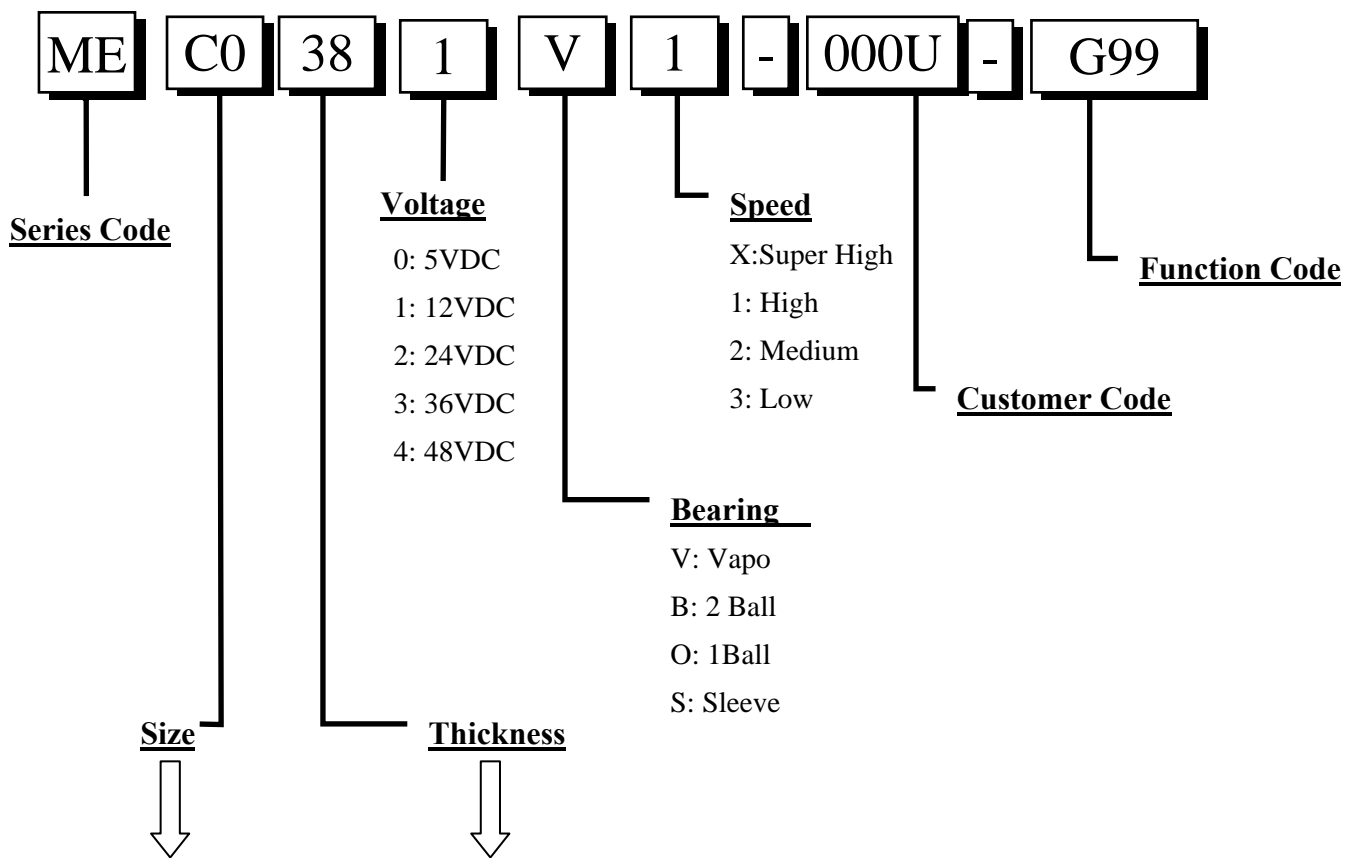 ME C0 38 1 V 1 - 000U - G99
Series Code
Voltage
0: 5VDC
1: 12VDC
2: 24VDC
3: 36VDC
4: 48VDC
Speed
X:Super High
1: High
2: Medium
3: Low
Function Code
Customer Code
Bearing
V: Vapo
B: 2 Ball
O: 1Ball
S: Sleeve
Size
Thickness